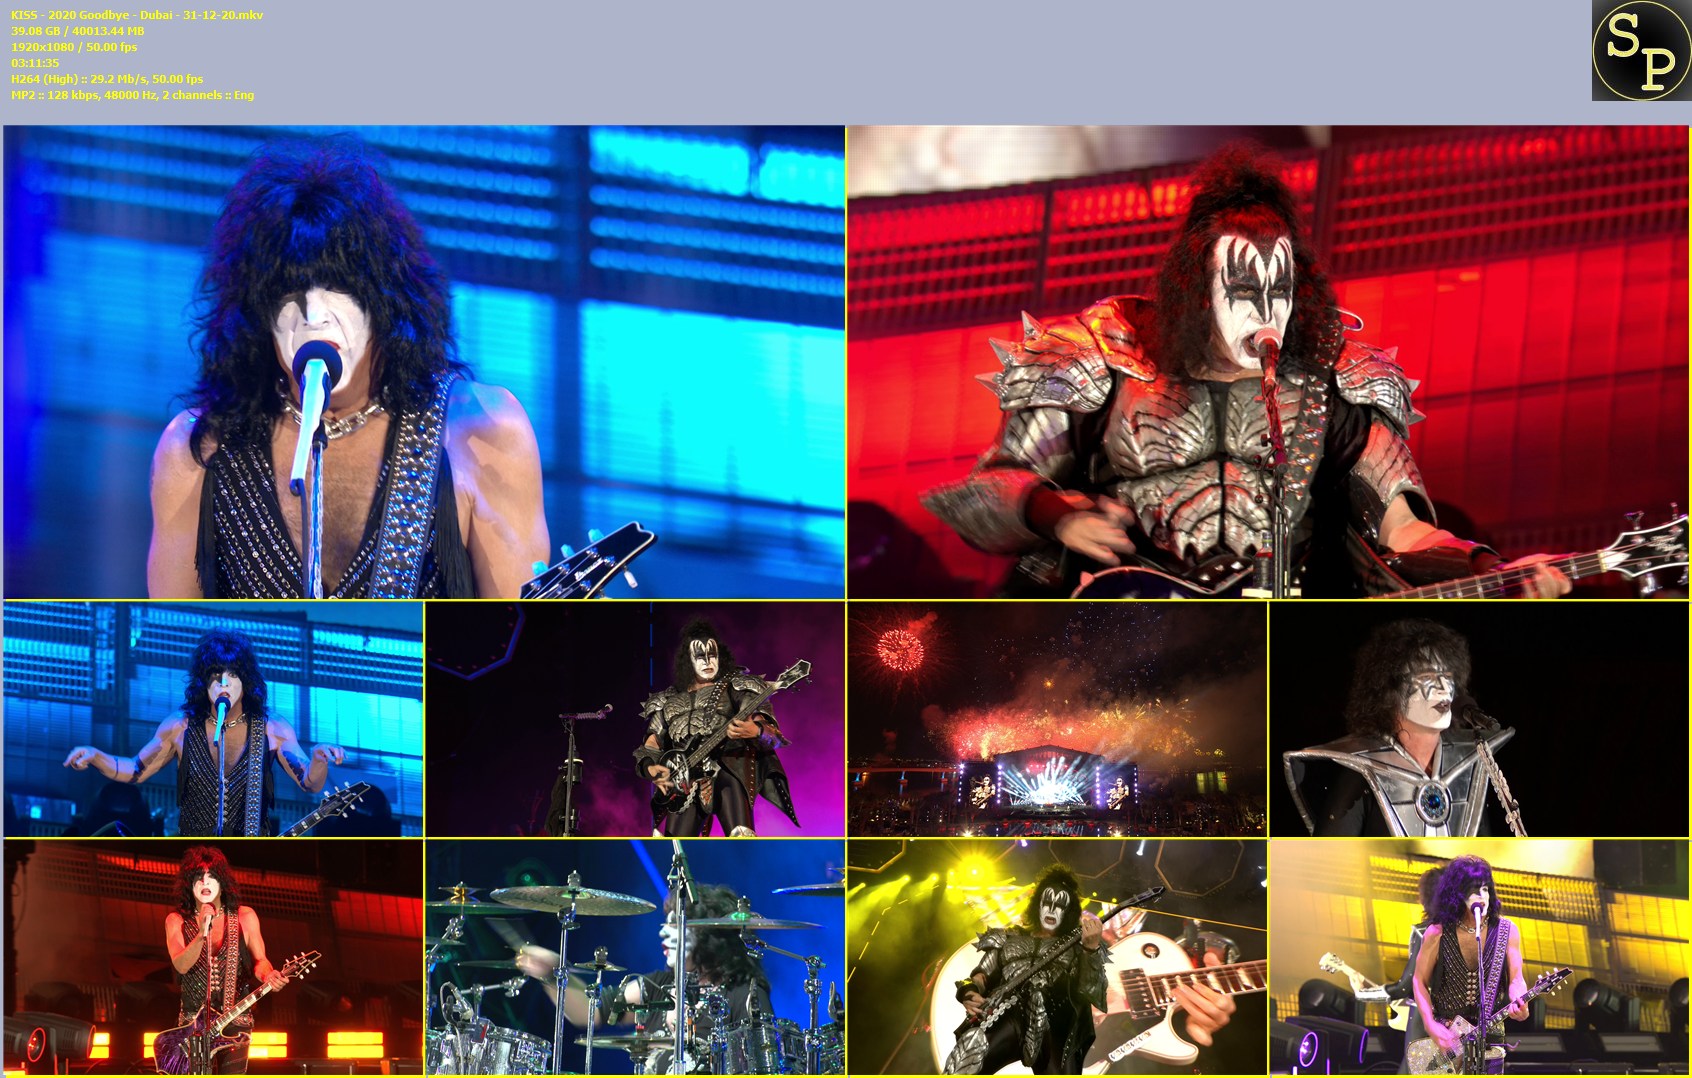 KISS - 2020 Goodbye - Dubai - 31-12-20.mkv
39.08 GB / 40013.44 MB
1920x1080 / 50.00 fps
03:11:35
H264 (High) :: 29.2 Mb/s, 50.00 fps
MP2 :: 128 kbps, 48000 Hz, 2 channels :: Eng
SP
Ibanez